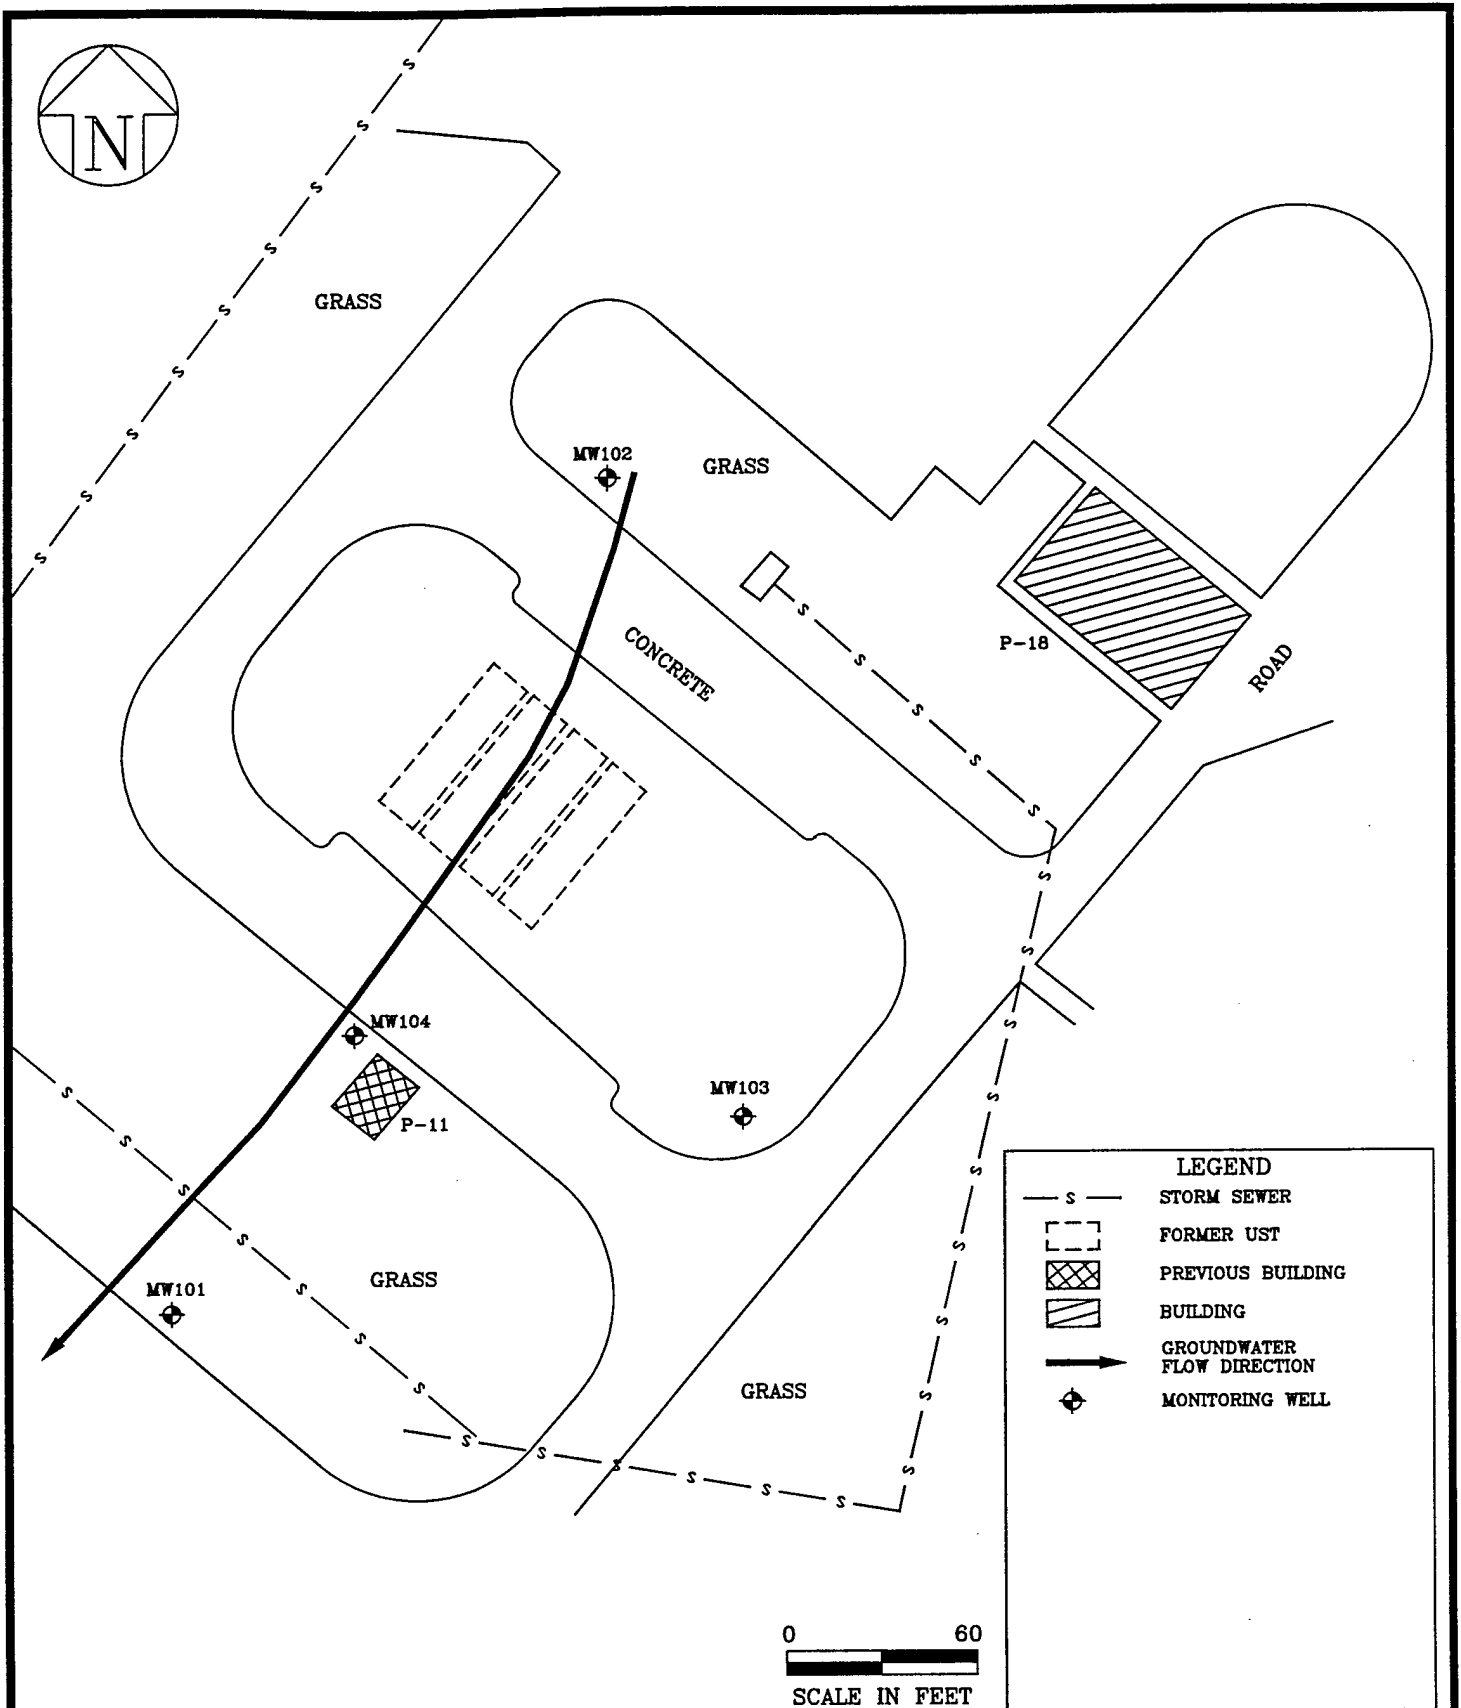 N
GRASS
MW102
GRASS
CONCRETE
P-18
ROAD
MW104
P-11
MW103
MW101
GRASS
GRASS
LEGEND
S STORM SEWER
FORMER UST
PREVIOUS BUILDING
BUILDING
GROUNDWATER
FLOW DIRECTION
MONITORING WELL
0 60
SCALE IN FEET